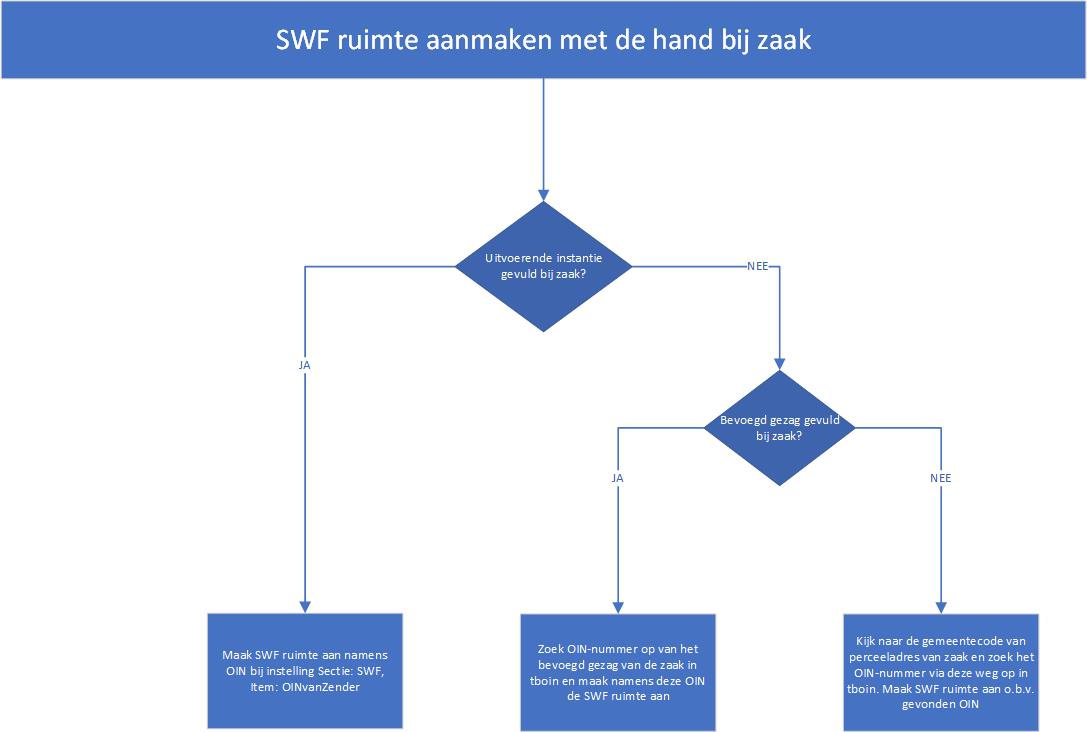 SWF ruimte aanmaken met de hand bij zaak
Uitvoerende instantie
gevuld bij zaak?
NEE
JA
Bevoegd gezag gevuld
bij zaak?
JA
NEE
Maak SWF ruimte aan namens
OIN bij instelling Sectie: SWF,
Item: OINvanZender
Zoek OIN-nummer op van het
bevoegd gezag van de zaak in
tboin en maak namens deze OIN
de SWF ruimte aan
Kijk naar de gemeentecode van
perceeladres van zaak en zoek het
OIN-nummer via deze weg op in
tboin. Maak SWF ruimte aan o.b.v.
gevonden OIN